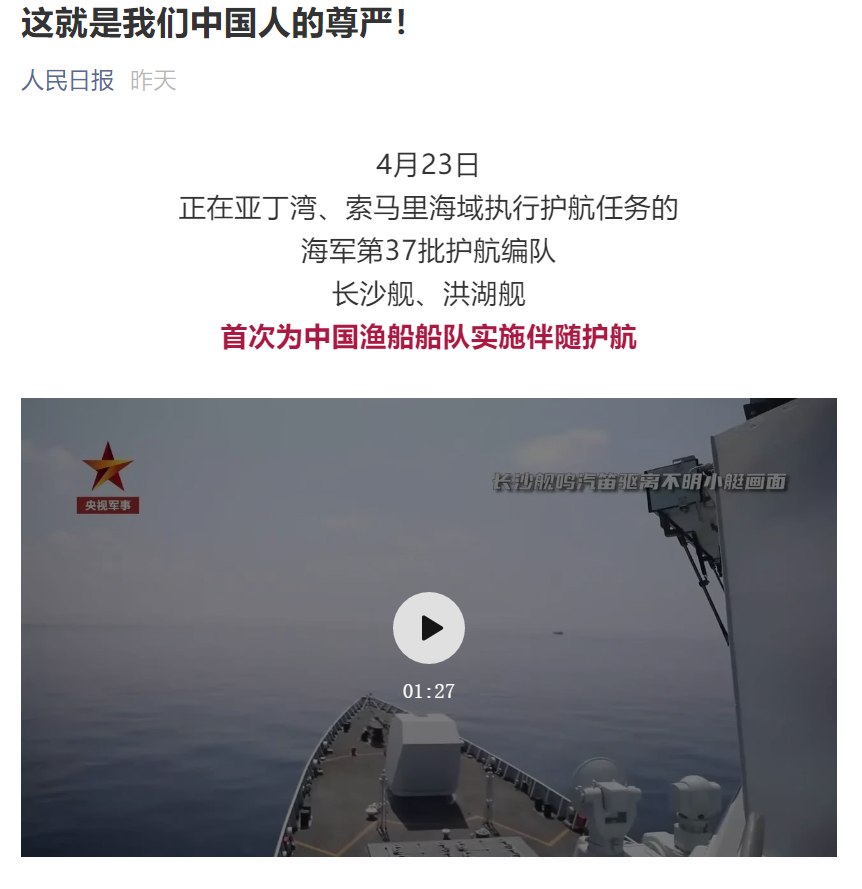 这就是我们中国人的尊严！
人民日报 昨天
4月23日
正在亚丁湾、索马里海域执行护航任务的
海军第37批护航编队
长沙舰、洪湖舰
首次为中国渔船船队实施伴随护航
央视军事
长沙舰鸣汽笛驱离不明小艇画面
01:27